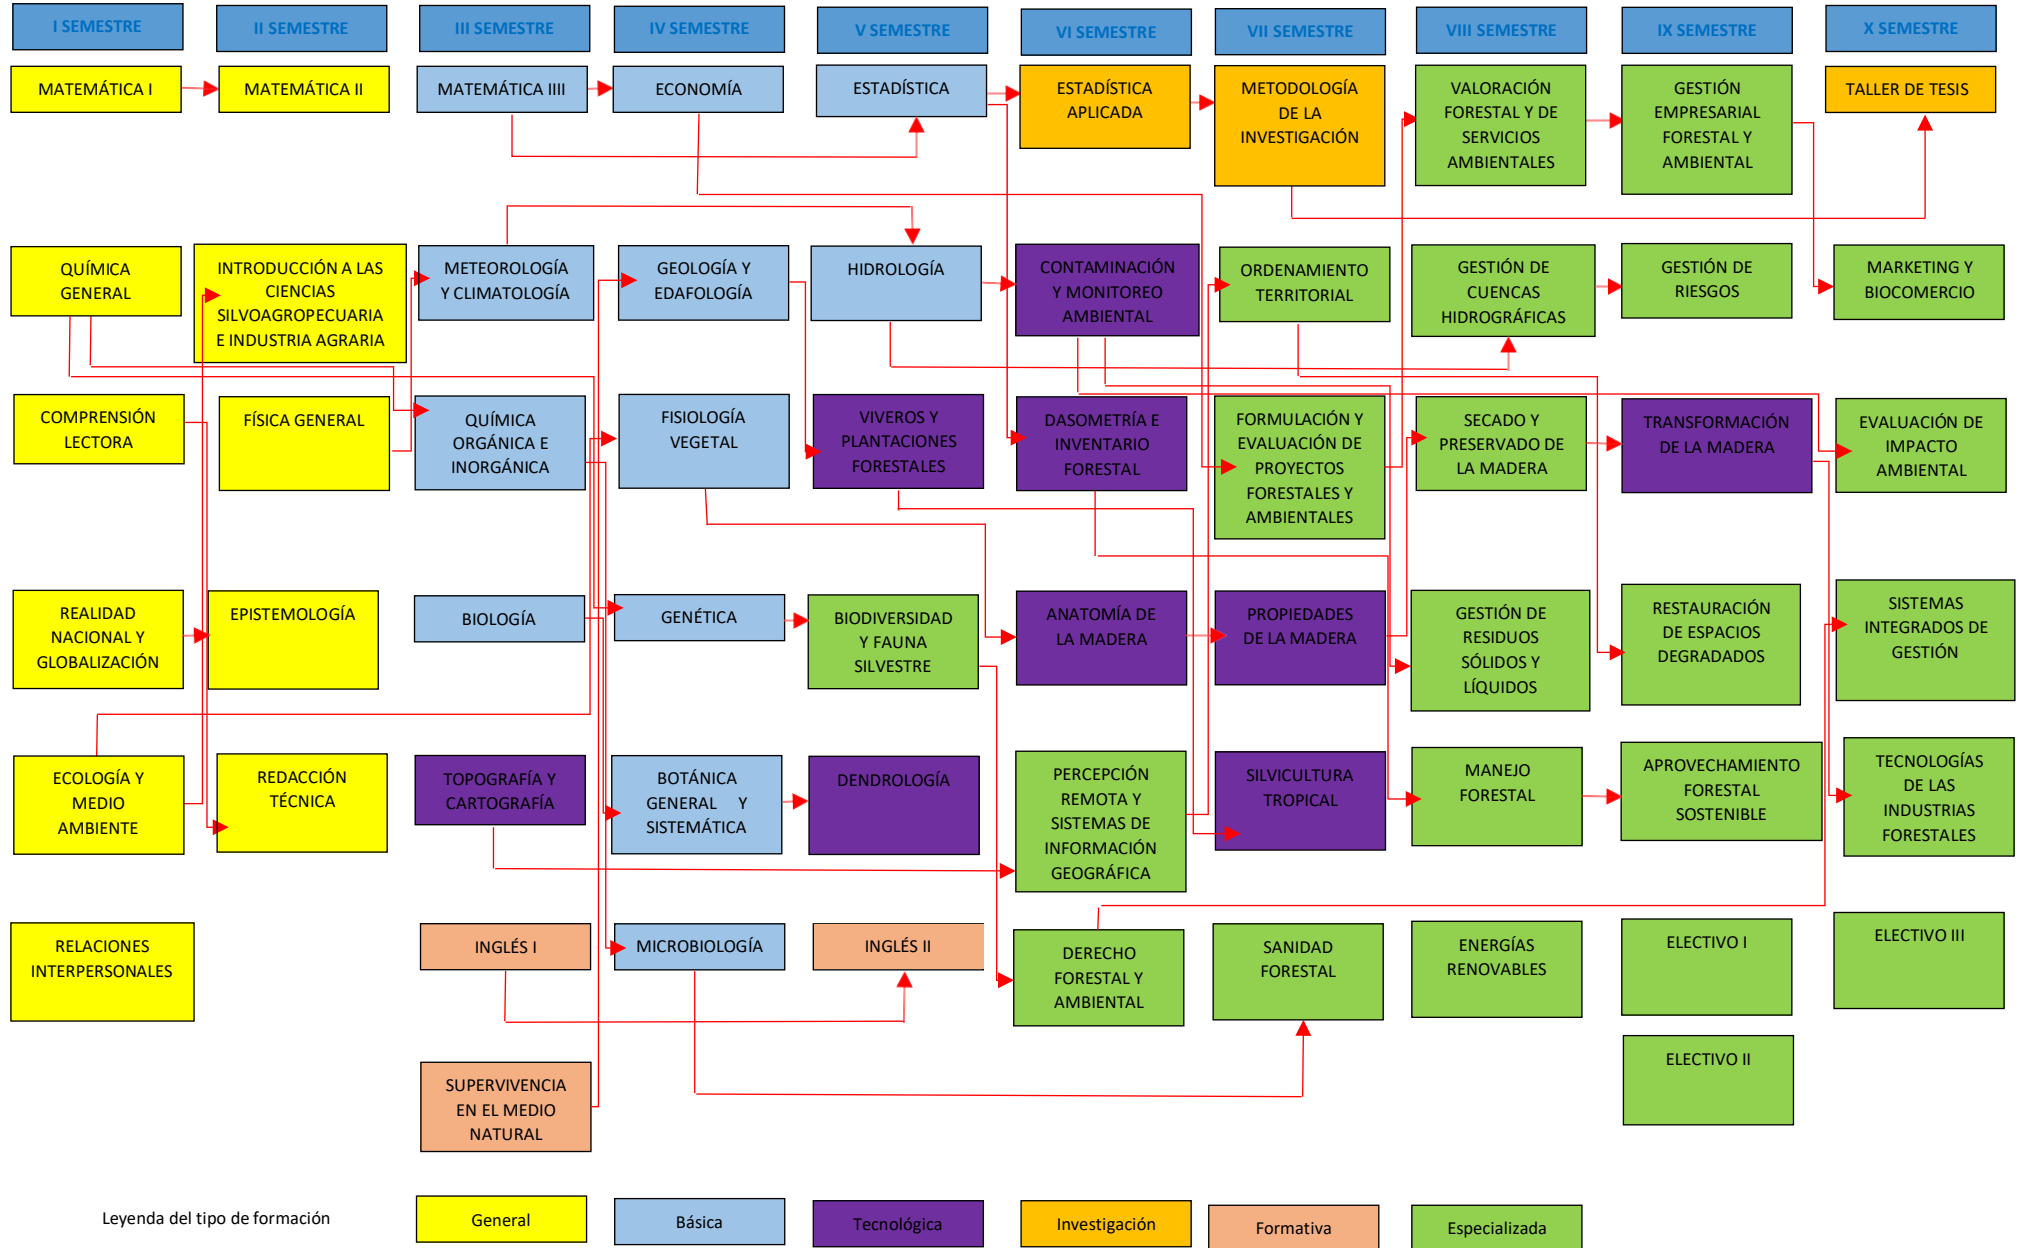 I SEMESTRE
II SEMESTRE
III SEMESTRE
IV SEMESTRE
V SEMESTRE
VI SEMESTRE
VII SEMESTRE
VIII SEMESTRE
IX SEMESTRE
X SEMESTRE
MATEMÁTICA I
MATEMÁTICA II
MATEMÁTICA IIII
ECONOMÍA
ESTADÍSTICA
ESTADÍSTICA
APLICADA
METODOLOGÍA
DE LA
INVESTIGACIÓN
VALORACIÓN
FORESTAL Y DE
SERVICIOS
AMBIENTALES
GESTIÓN
EMPRESARIAL
FORESTAL Y
AMBIENTAL
TALLER DE TESIS
QUÍMICA
GENERAL
INTRODUCCIÓN A LAS
CIENCIAS
SILVOAGROPECUARIA
E INDUSTRIA AGRARIA
METEOROLOGÍA
Y CLIMATOLOGÍA
GEOLOGÍA Y
EDAFOLOGÍA
HIDROLOGÍA
CONTAMINACIÓN
Y MONITOREO
AMBIENTAL
ORDENAMIENTO
TERRITORIAL
GESTIÓN DE
CUENCAS
HIDROGRÁFICAS
GESTIÓN DE
RIESGOS
MARKETING Y
BIOCOMERCIO
COMPRENSIÓN
LECTORA
FÍSICA GENERAL
QUÍMICA
ORGÁNICA E
INORGÁNICA
FISIOLOGÍA
VEGETAL
VIVEROS Y
PLANTACIONES
FORESTALES
DASOMETRÍA E
INVENTARIO
FORESTAL
FORMULACIÓN Y
EVALUACIÓN DE
PROYECTOS
FORESTALES Y
AMBIENTALES
SECADO Y
PRESERVADO DE
LA MADERA
TRANSFORMACIÓN
DE LA MADERA
EVALUACIÓN DE
IMPACTO
AMBIENTAL
REALIDAD
NACIONAL Y
GLOBALIZACIÓN
EPISTEMOLOGÍA
BIOLOGÍA
GENÉTICA
BIODIVERSIDAD
Y FAUNA
SILVESTRE
ANATOMÍA DE
LA MADERA
PROPIEDADES
DE LA MADERA
GESTIÓN DE
RESIDUOS
SÓLIDOS Y
LÍQUIDOS
RESTAURACIÓN
DE ESPACIOS
DEGRADADOS
SISTEMAS
INTEGRADOS DE
GESTIÓN
ECOLOGÍA Y
MEDIO
AMBIENTE
REDACCIÓN
TÉCNICA
TOPOGRAFÍA Y
CARTOGRAFÍA
BOTÁNICA
GENERAL Y
SISTEMÁTICA
DENDROLOGÍA
PERCEPCIÓN
REMOTA Y
SISTEMAS DE
INFORMACIÓN
GEOGRÁFICA
SILVICULTURA
TROPICAL
MANEJO
FORESTAL
APROVECHAMIENTO
FORESTAL
SOSTENIBLE
TECNOLOGÍAS
DE LAS
INDUSTRIAS
FORESTALES
RELACIONES
INTERPERSONALES
INGLÉS I
MICROBIOLOGÍA
INGLÉS II
DERECHO
FORESTAL Y
AMBIENTAL
SANIDAD
FORESTAL
ENERGÍAS
RENOVABLES
ELECTIVO I
ELECTIVO III
SUPERVIVENCIA
EN EL MEDIO
NATURAL
ELECTIVO II
Leyenda del tipo de formación
General
Básica
Tecnológica
Investigación
Formativa
Especializada